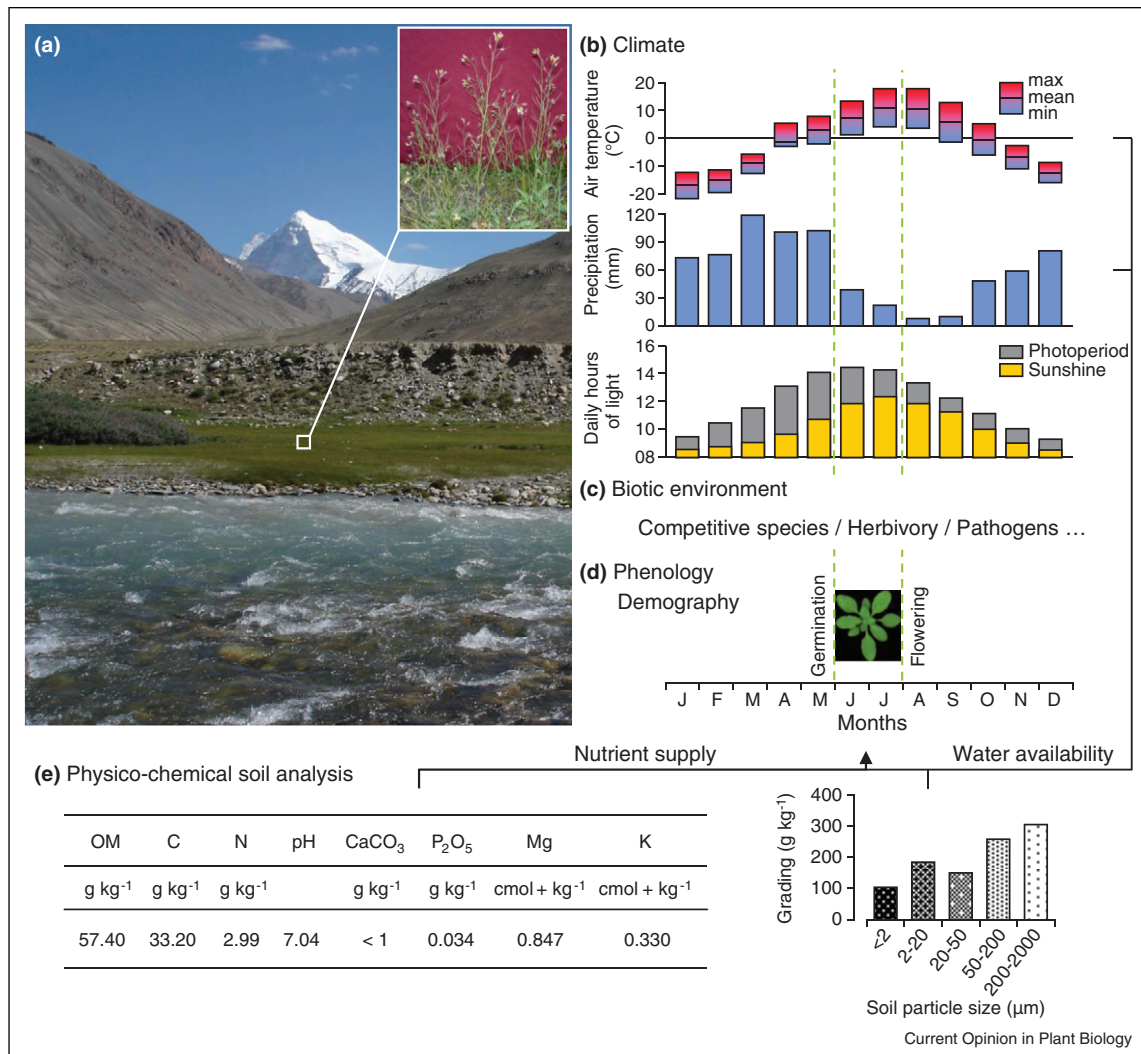 (a)
(b) Climate
max
mean
min
20
10
0
-10
-20
Air temperature
(°C)
120
90
60
30
0
Precipitation
(mm)
Photoperiod
Sunshine
16
14
12
10
08
Daily hours
of light
(c) Biotic environment
Competitive species / Herbivory / Pathogens …
(d) Phenology
Demography
Germination
Flowering
J F M A M J J A S O N D
Months
Nutrient supply
Water availability
(e) Physico-chemical soil analysis
OM C N pH CaCO₃ P₂O₅ Mg K
g kg⁻¹ g kg⁻¹ g kg⁻¹ g kg⁻¹ g kg⁻¹ cmol + kg⁻¹ cmol + kg⁻¹
57.40 33.20 2.99 7.04 < 1 0.034 0.847 0.330
400
300
200
100
0
Grading (g kg⁻¹)
<2
2-20
20-50
50-200
200-2000
Soil particle size (μm)
Current Opinion in Plant Biology